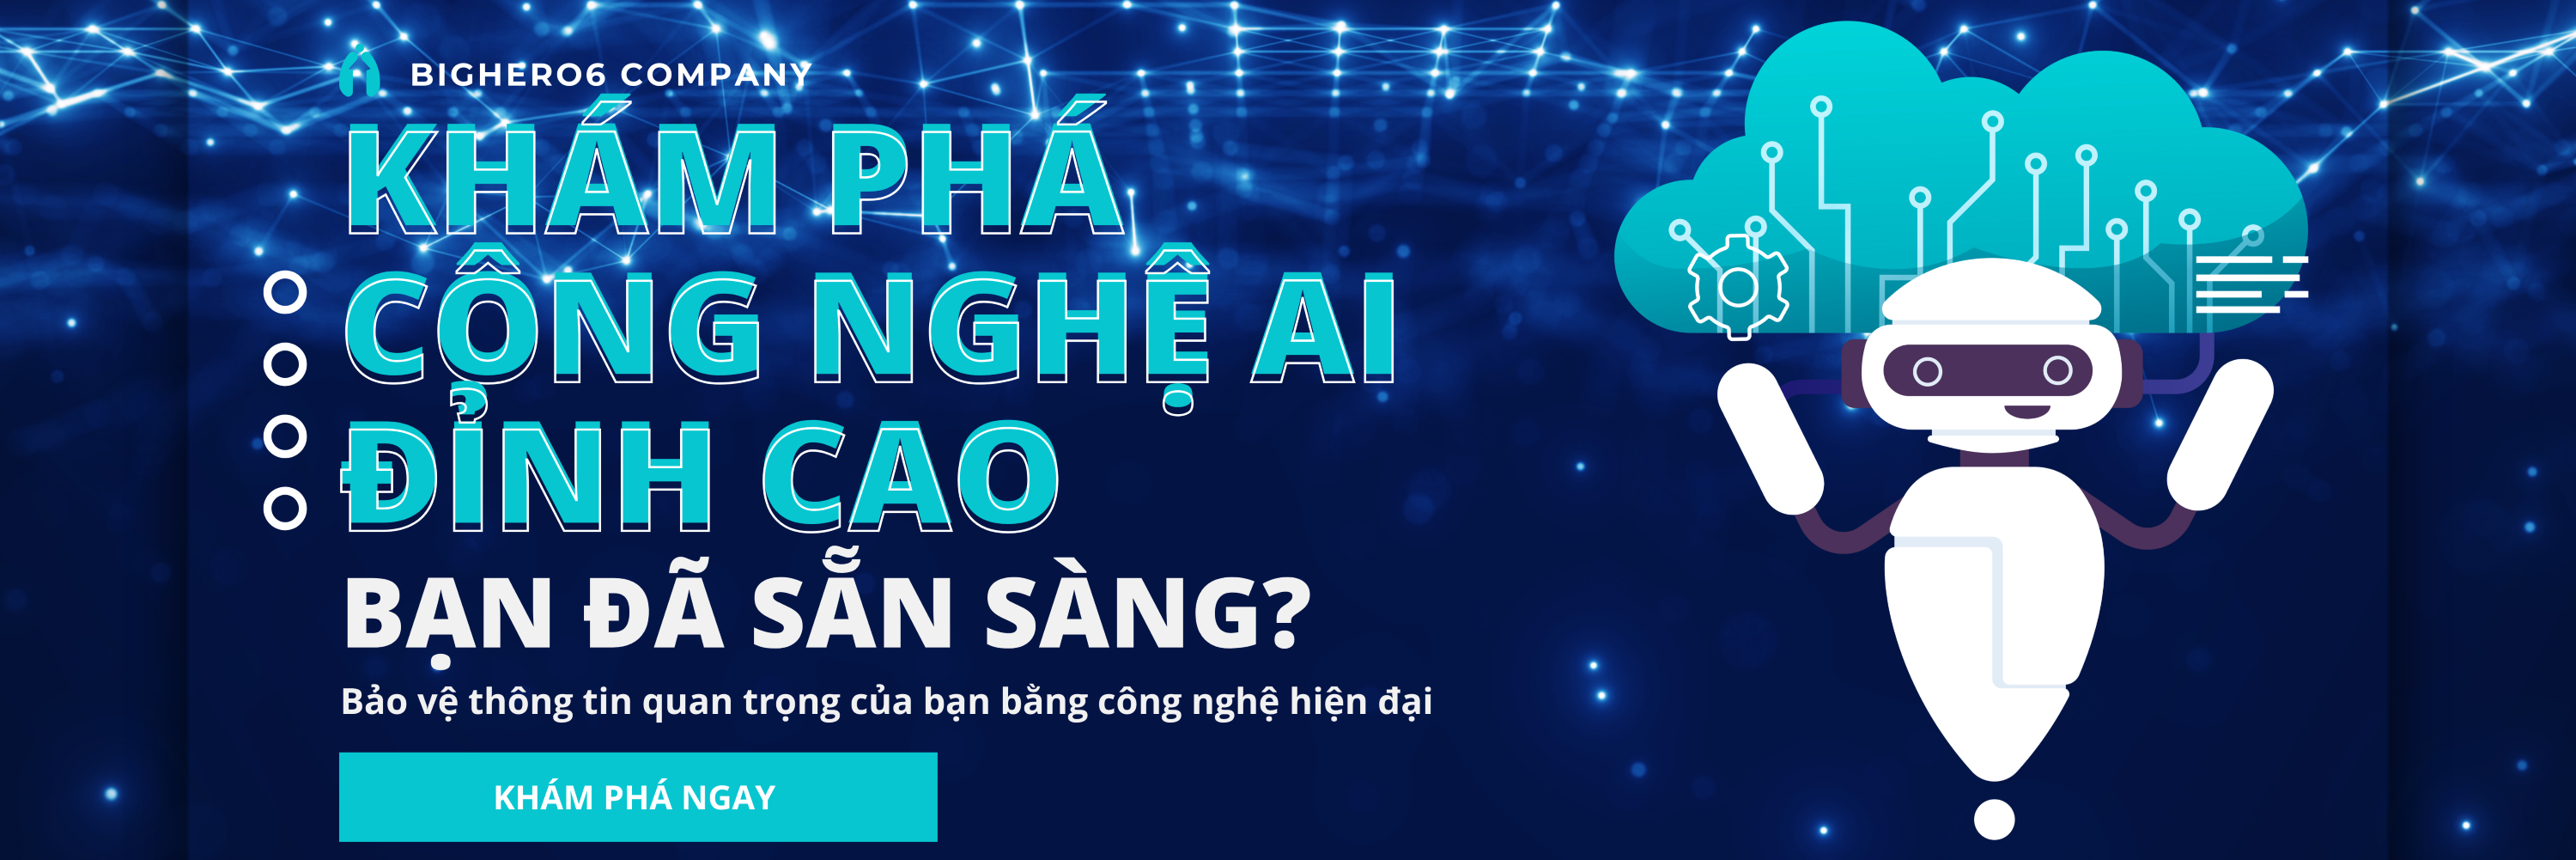 BIGHERO6 COMPANY
KHÁM PHÁ
CÔNG NGHỆ AI
ĐỈNH CAO
BẠN ĐÃ SẴN SÀNG?
Bảo vệ thông tin quan trọng của bạn bằng công nghệ hiện đại
KHÁM PHÁ NGAY